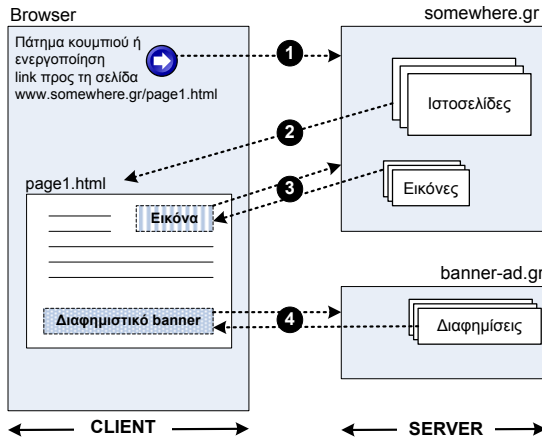 Browser
somewhere.gr
Πάτημα κουμπιού ή
ενεργοποίηση
link προς τη σελίδα
www.somewhere.gr/page1.html
1
Ιστοσελίδες
2
page1.html
3
Εικόνα
Εικόνες
banner-ad.gr
Διαφημιστικό banner
4
Διαφημίσεις
CLIENT
SERVER